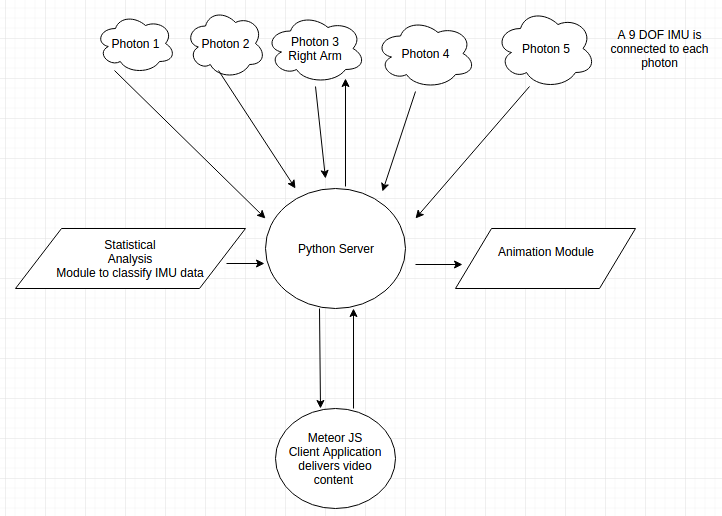 Photon 1
Photon 2
Photon 3
Right Arm
Photon 4
Photon 5
A 9 DOF IMU is
connected to each
photon
Statistical
Analysis
Module to classify IMU data
Python Server
Animation Module
Meteor JS
Client Application
delivers video
content